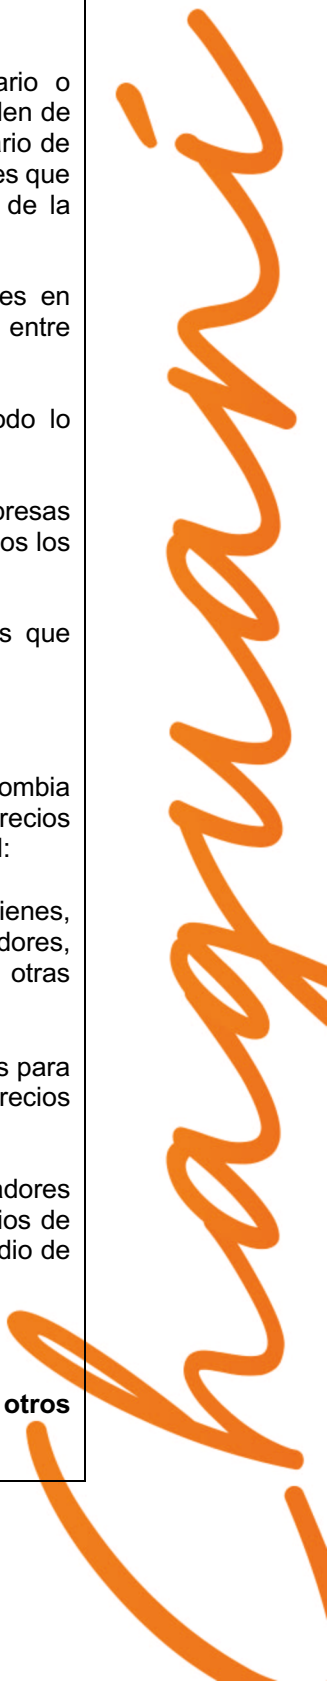 ario o
den de
ario de
es que
de la
es en
entre
odo lo
presas
os los
s que
ombia
recios
l:
ienes,
dores,
otras
s para
recios
adores
ios de
dio de
otros
Chaguaní